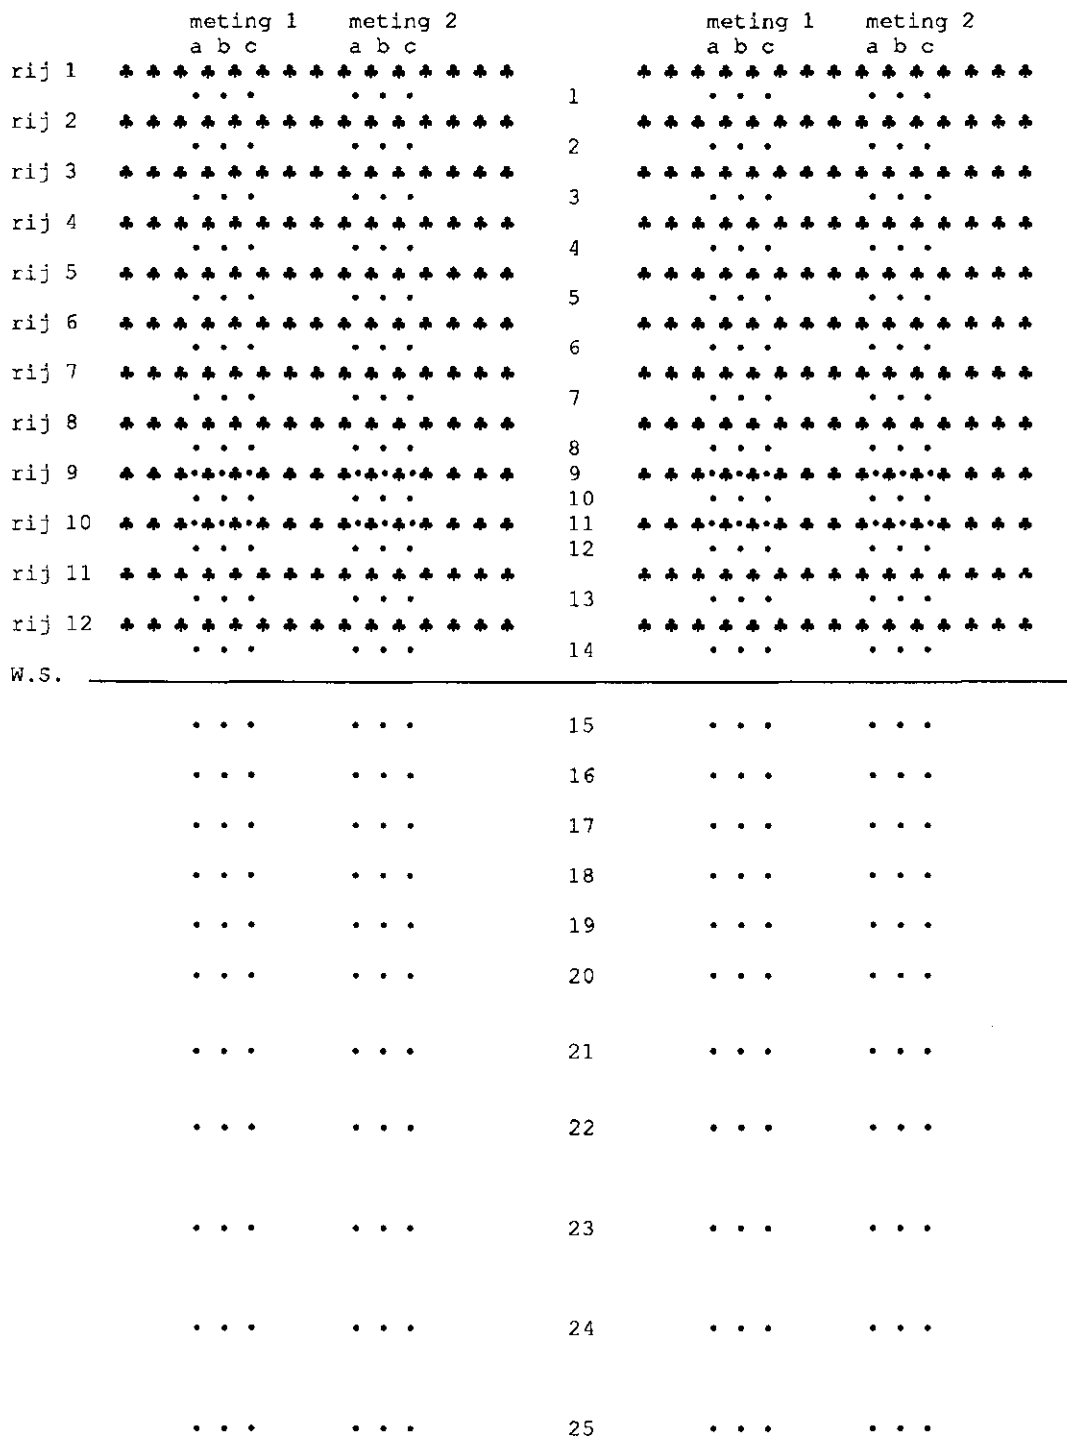 meting 1 meting 2 meting 1 meting 2
a b c a b c a b c a b c
rij 1
1
rij 2
2
rij 3
3
rij 4
4
rij 5
5
rij 6
6
rij 7
7
rij 8
8
rij 9 9
10
rij 10 11
12
rij 11
13
rij 12
14
W.S.
15
16
17
18
19
20
21
22
23
24
25